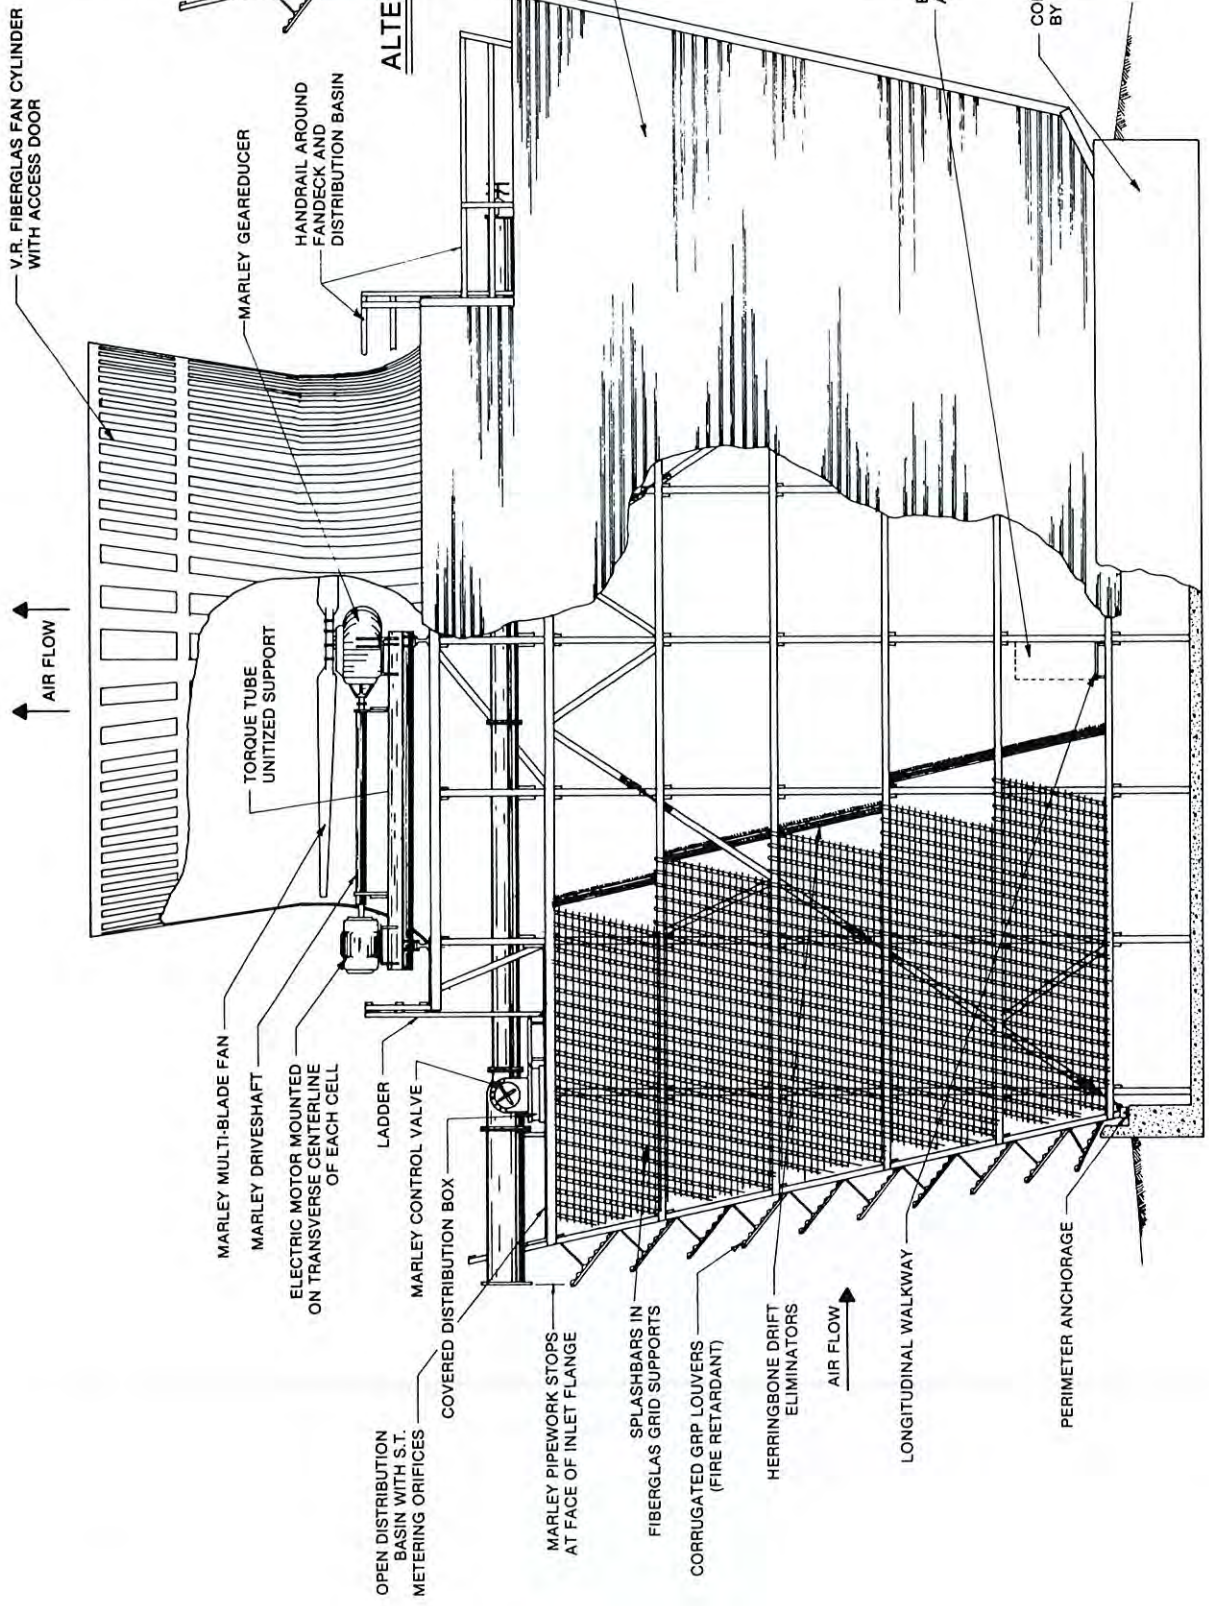 V.R. FIBERGLAS FAN CYLINDER
WITH ACCESS DOOR
AIR FLOW
ALTE
MARLEY GEAREDUCER
HANDRAIL AROUND
FANDECK AND
DISTRIBUTION BASIN
TORQUE TUBE
UNITIZED SUPPORT
MARLEY MULTI-BLADE FAN
MARLEY DRIVESHAFT
ELECTRIC MOTOR MOUNTED
ON TRANSVERSE CENTERLINE
OF EACH CELL
LADDER
MARLEY CONTROL VALVE
COVERED DISTRIBUTION BOX
OPEN DISTRIBUTION
BASIN WITH S.T.
METERING ORIFICES
MARLEY PIPEWORK STOPS
AT FACE OF INLET FLANGE
SPLASHBARS IN
FIBERGLAS GRID SUPPORTS
CORRUGATED GRP LOUVERS
(FIRE RETARDANT)
HERRINGBONE DRIFT
ELIMINATORS
AIR FLOW
LONGITUDINAL WALKWAY
PERIMETER ANCHORAGE
BY